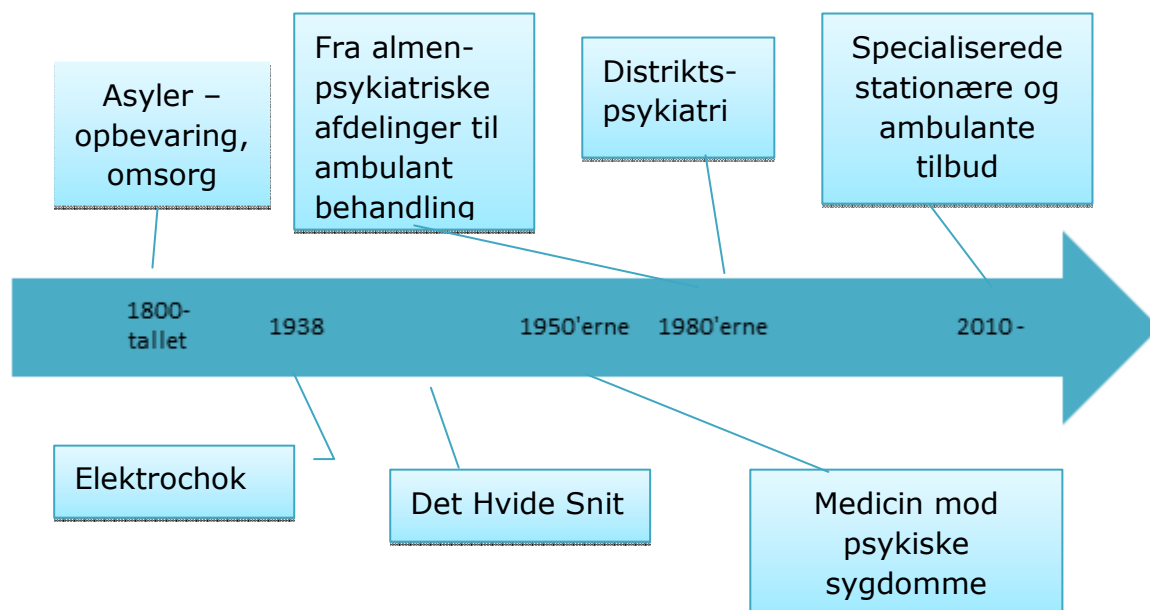 Asyler –
opbevaring,
omsorg
Fra almen-
psykiatriske
afdelinger til
ambulant
behandling
Distrikts-
psykiatri
Specialiserede
stationære og
ambulante
tilbud
1800-
tallet
1938
1950'erne
1980'erne
2010 -
Elektrochok
Det Hvide Snit
Medicin mod
psykiske
sygdomme